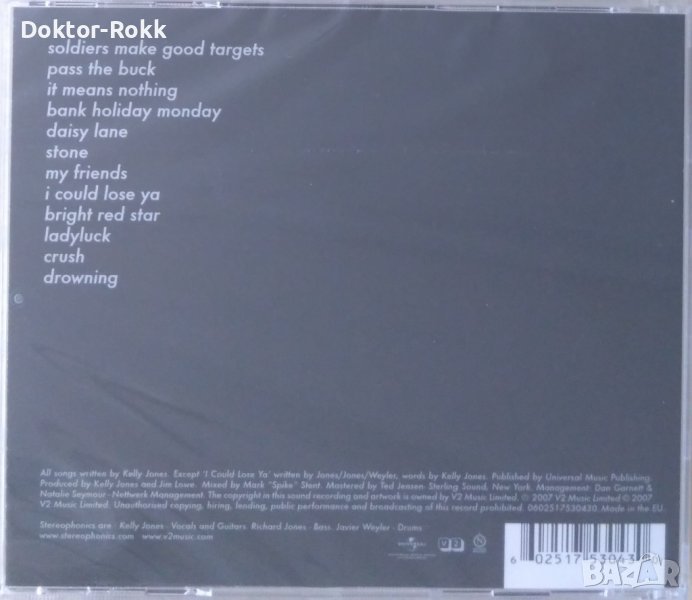 Doktor-Rokk
soldiers make good targets
pass the buck
it means nothing
bank holiday monday
daisy lane
stone
my friends
i could lose ya
bright red star
ladyluck
crush
drowning
All songs written by Kelly Jones. Except 'I Could Lose Ya' written by Jones/Jones/Weyler, words by Kelly Jones. Published by Universal Music Publishing.
Produced by Kelly Jones and Jim Lowe. Mixed by Mark "Spike" Stent. Mastered by Ted Jensen· Sterling Sound, New York. Management: Dan Garnett &
Natalie Seymour · Nettwerk Management. The copyright in this sound recording and artwork is owned by V2 Music Limited. ℗ 2007 V2 Music Limited © 2007
V2 Music Limited. Unauthorised copying, hiring, lending, public performance and broadcasting of this record prohibited. 0602517530430. Made in the EU.
Stereophonics are · Kelly Jones · Vocals and Guitars. Richard Jones · Bass. Javier Weyler · Drums
www.stereophonics.com www.v2music.com
UNIVERSAL V2
6 02517 53043 0
BAZAR